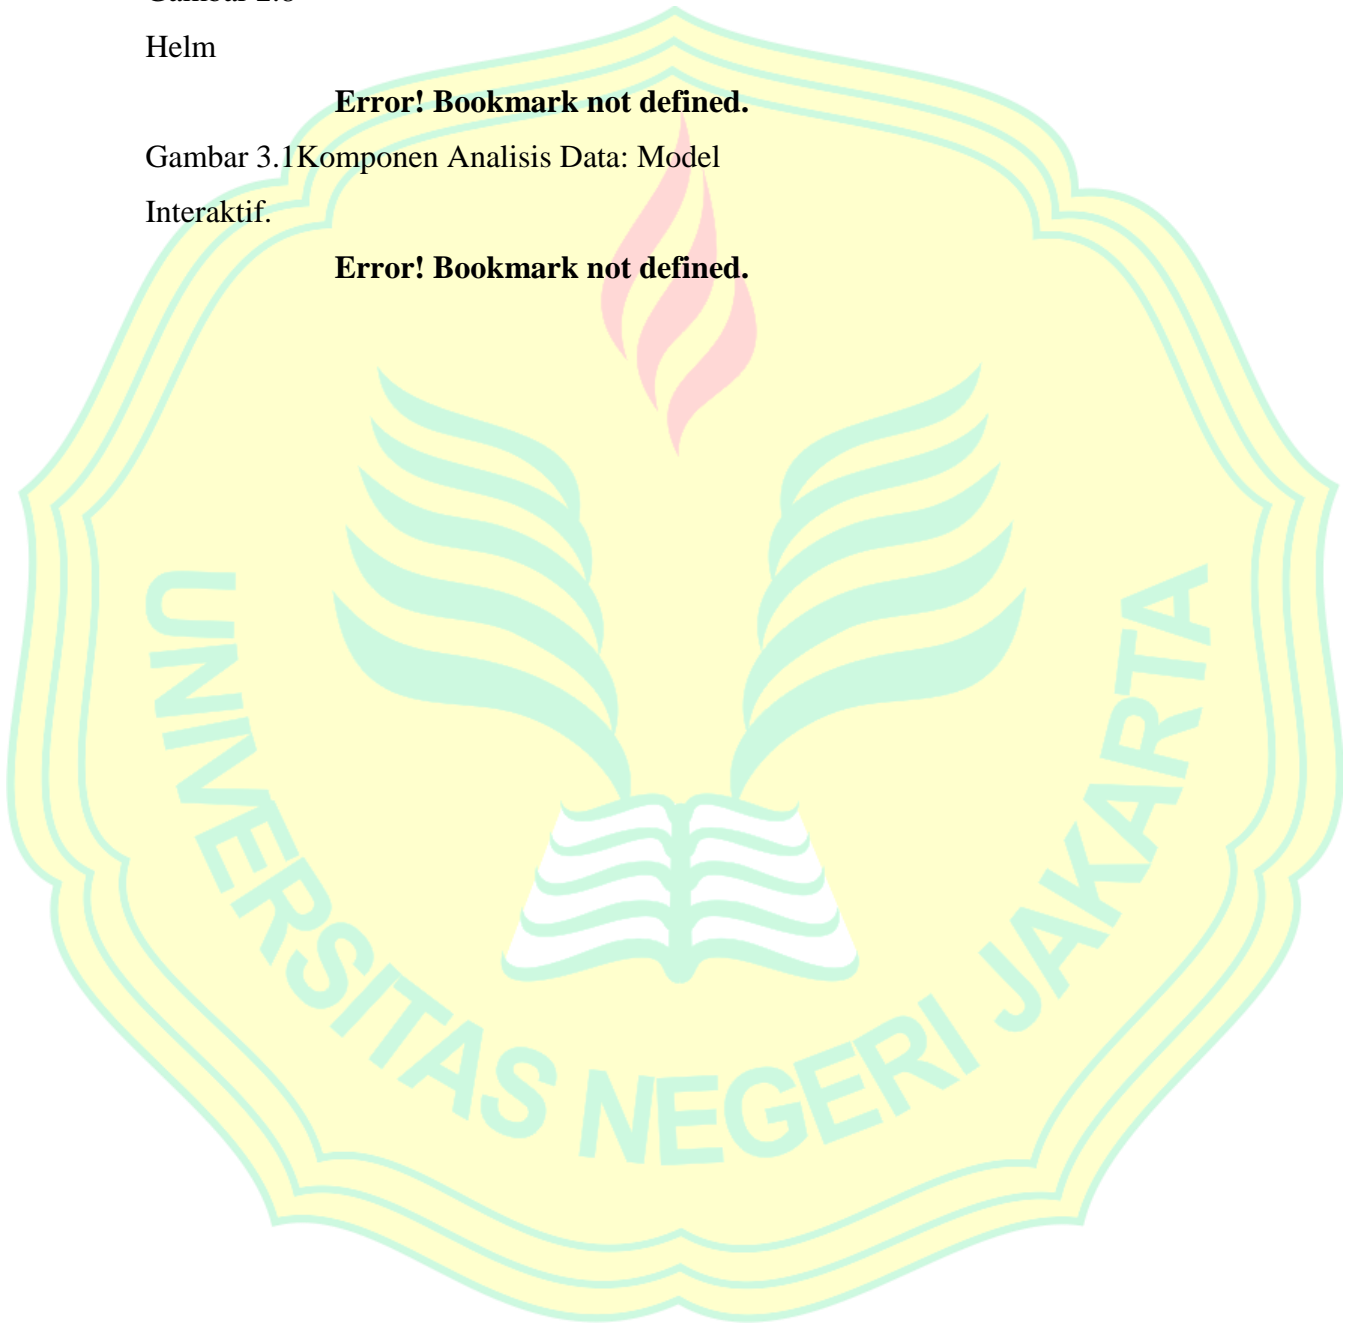 Helm
Error! Bookmark not defined.
Gambar 3.1Komponen Analisis Data: Model
Interaktif.
Error! Bookmark not defined.
UNIVERSITAS NEGERI JAKARTA